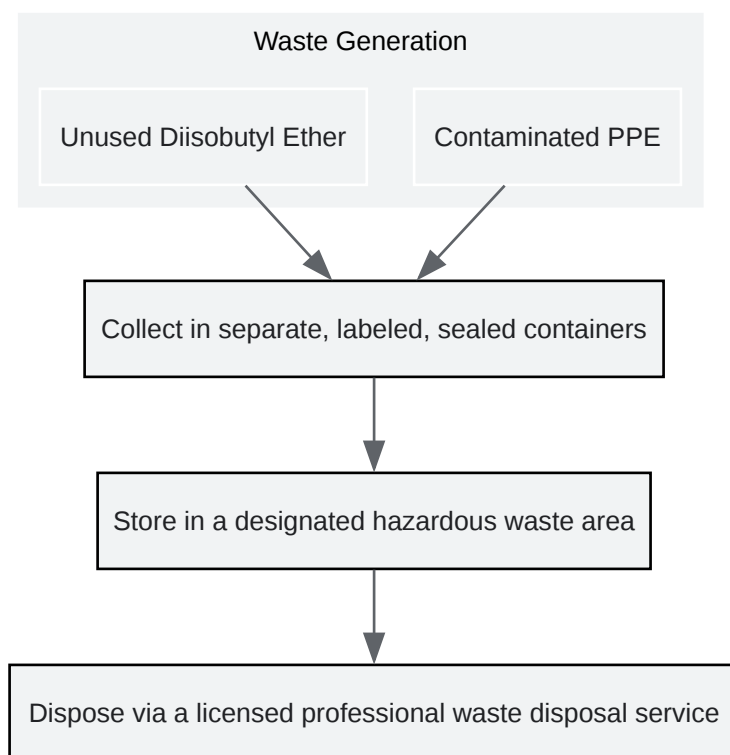 Waste Generation
Unused Diisobutyl Ether
Contaminated PPE
Collect in separate, labeled, sealed containers
Store in a designated hazardous waste area
Dispose via a licensed professional waste disposal service